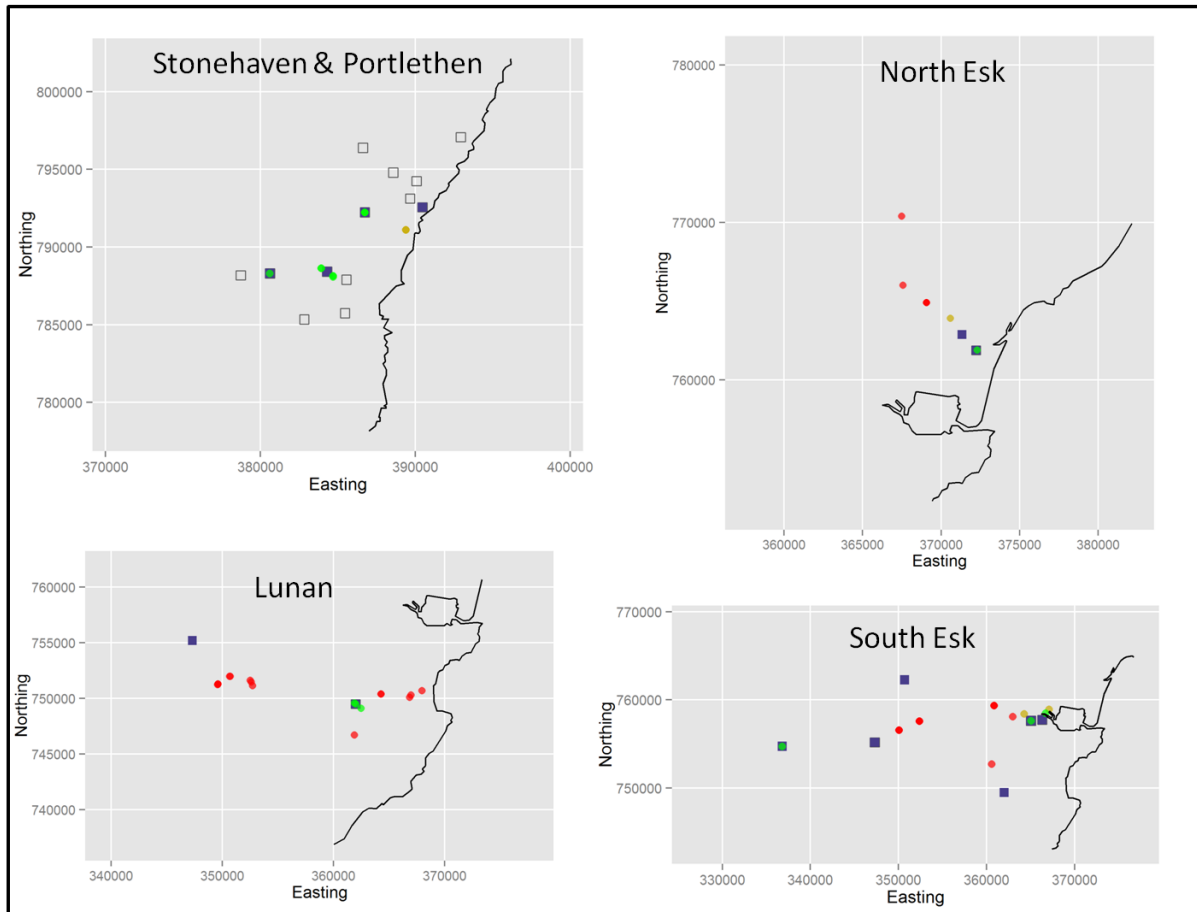 Stonehaven & Portlethen
800000
795000
790000
785000
780000
Northing
370000 380000 390000 400000
Easting
North Esk
780000
770000
760000
Northing
360000 365000 370000 375000 380000
Easting
Lunan
760000
755000
750000
745000
740000
Northing
340000 350000 360000 370000
Easting
South Esk
770000
760000
750000
Northing
330000 340000 350000 360000 370000
Easting